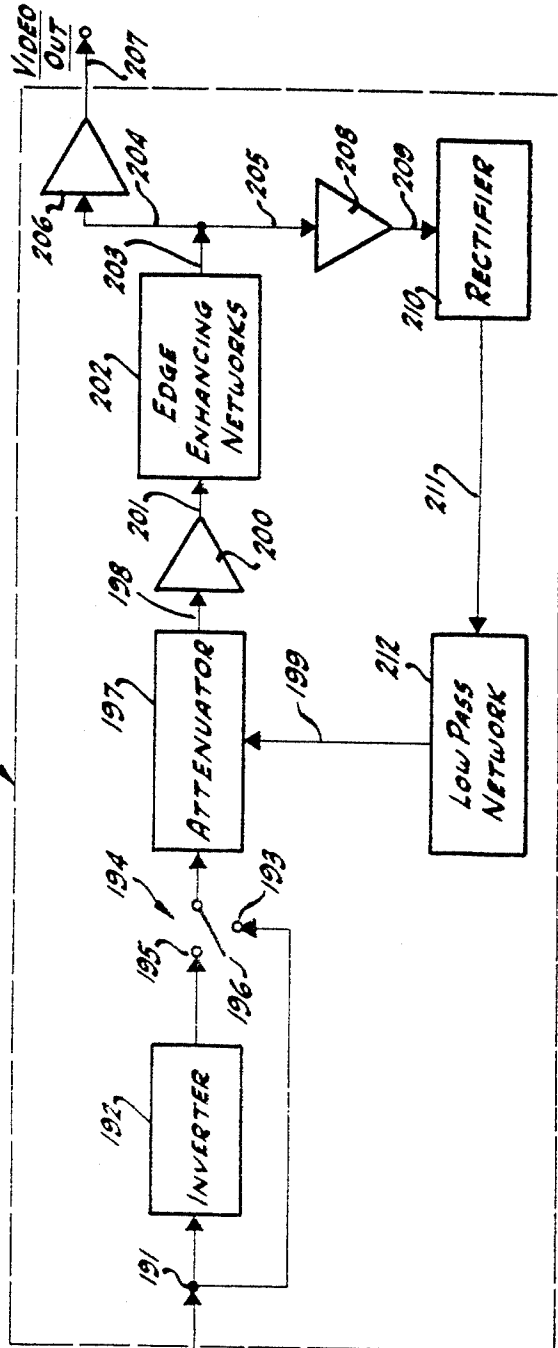 191
192
INVERTER
195
194
196
193
197
ATTENUATOR
198
199
200
201
202
EDGE
ENHANCING
NETWORKS
203
204
205
206
VIDEO
OUT
207
208
209
210
RECTIFIER
211
212
LOW PASS
NETWORK